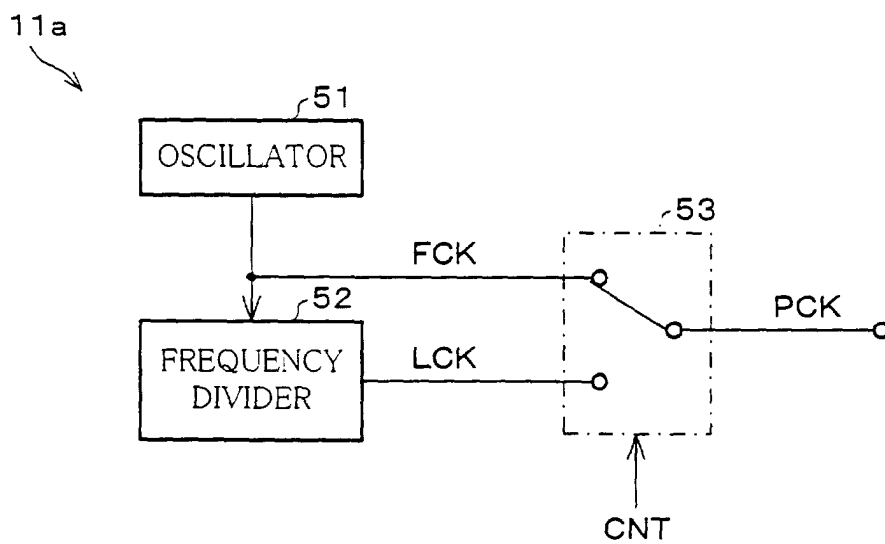 11a
51
OSCILLATOR
53
FCK
52
PCK
FREQUENCY
DIVIDER
LCK
CNT